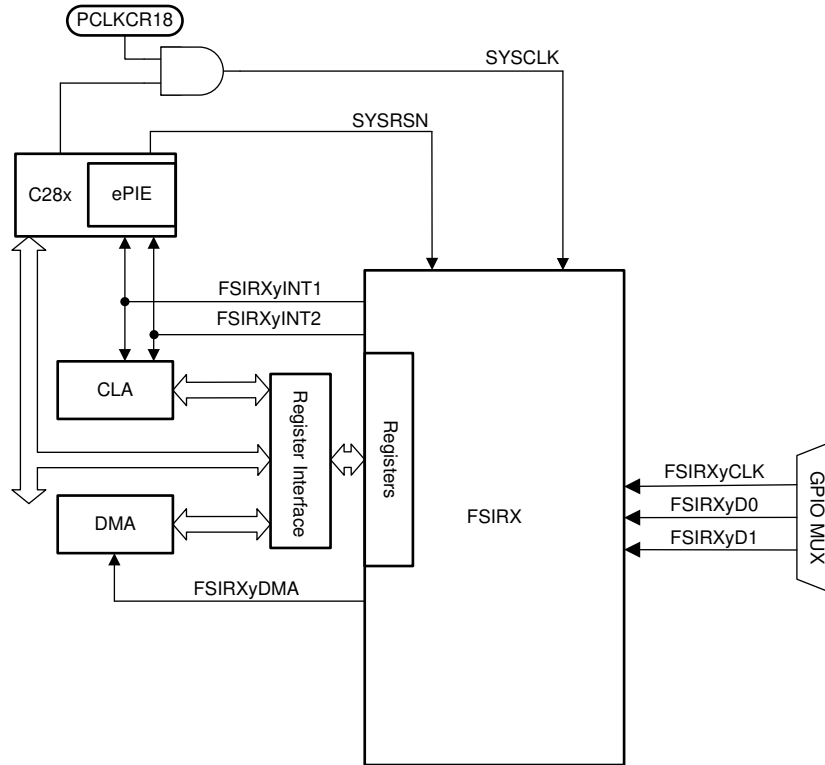 PCLKCR18
SYSCLK
SYSRSN
C28x
ePIE
FSIRXyINT1
FSIRXyINT2
CLA
Register Interface
Registers
FSIRXyCLK
FSIRXyD0
FSIRXyD1
GPIO MUX
FSIRX
DMA
FSIRXyDMA